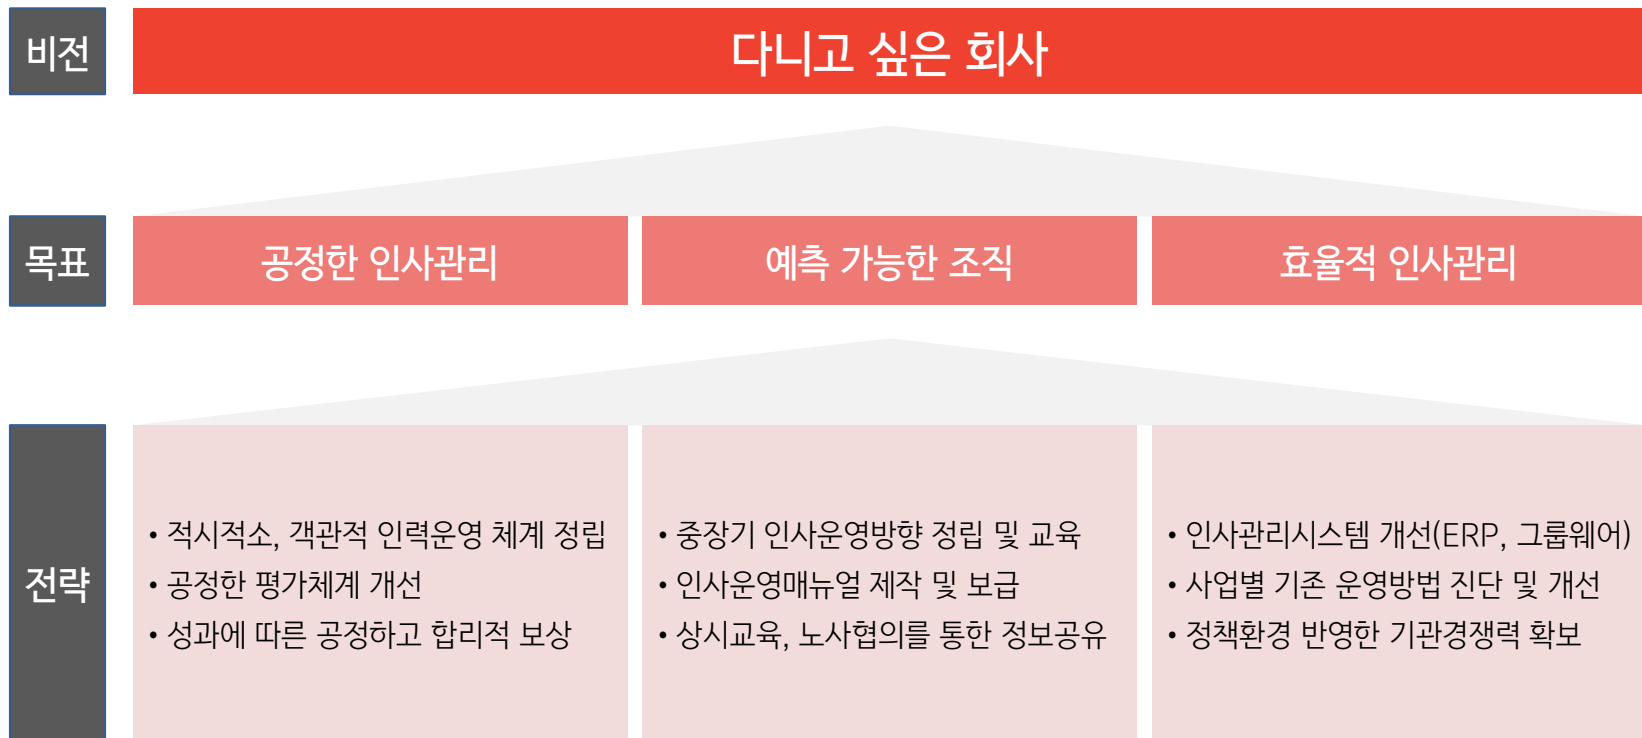 비전
다니고 싶은 회사
목표
공정한 인사관리
예측 가능한 조직
효율적 인사관리
전략
• 적시적소, 객관적 인력운영 체계 정립
• 공정한 평가체계 개선
• 성과에 따른 공정하고 합리적 보상
• 중장기 인사운영방향 정립 및 교육
• 인사운영매뉴얼 제작 및 보급
• 상시교육, 노사협의를 통한 정보공유
• 인사관리시스템 개선(ERP, 그룹웨어)
• 사업별 기존 운영방법 진단 및 개선
• 정책환경 반영한 기관경쟁력 확보